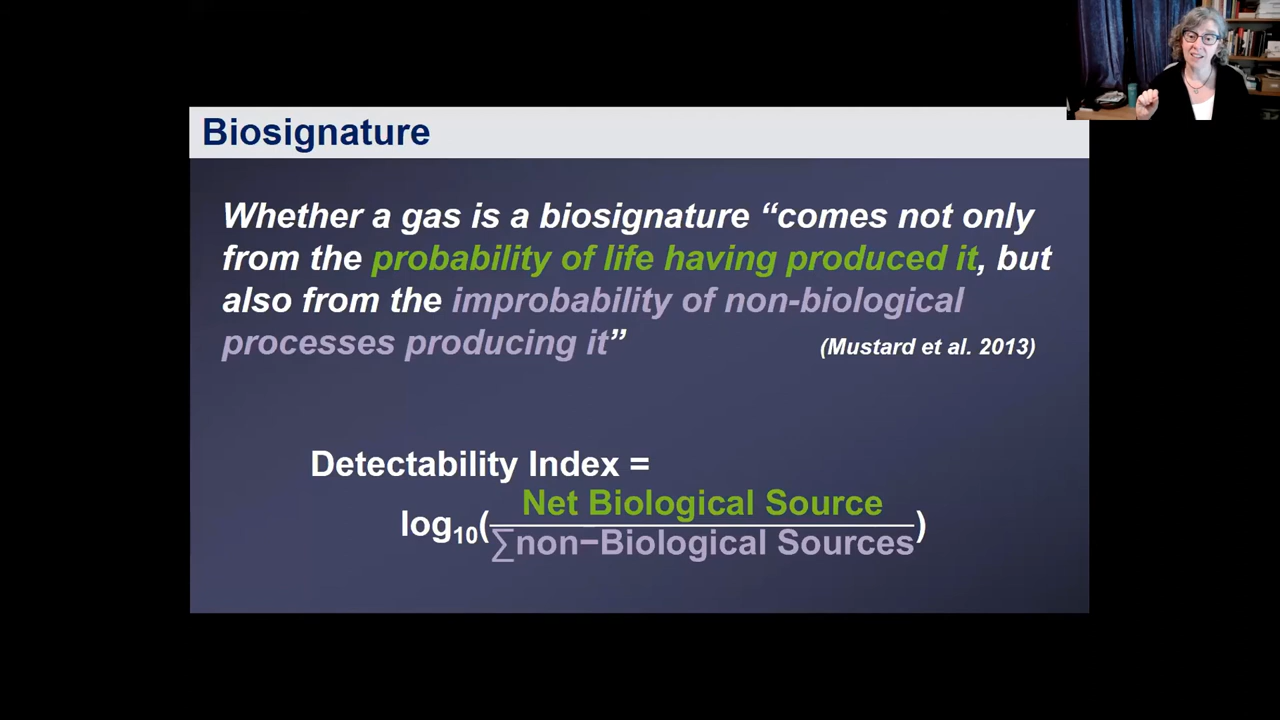 Biosignature
Whether a gas is a biosignature “comes not only
from the probability of life having produced it, but
also from the improbability of non-biological
processes producing it”
(Mustard et al. 2013)
Detectability Index =
log₁₀(Net Biological Source
∑non−Biological Sources)